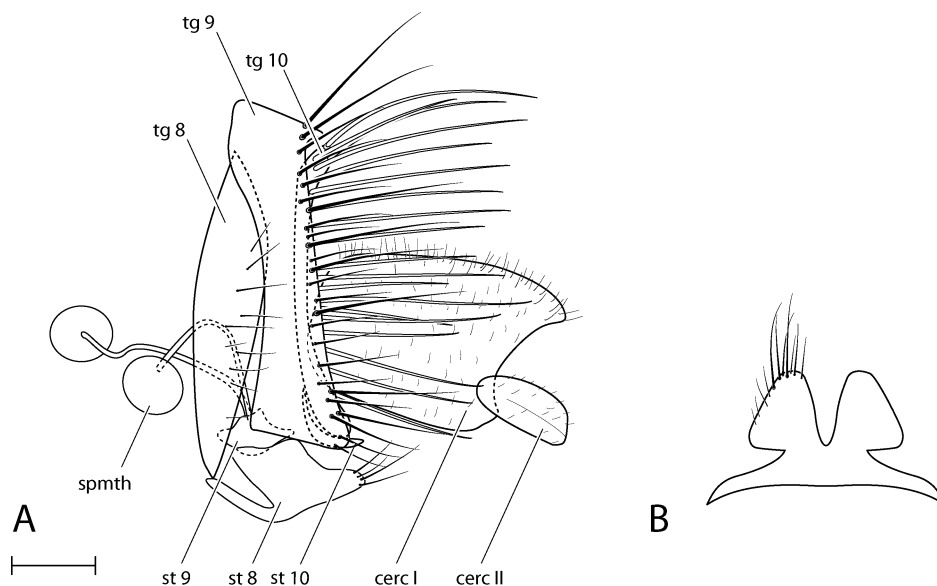 tg 9
tg 10
tg 8
spmth
A
B
st 9
st 8
st 10
cerc I
cerc II